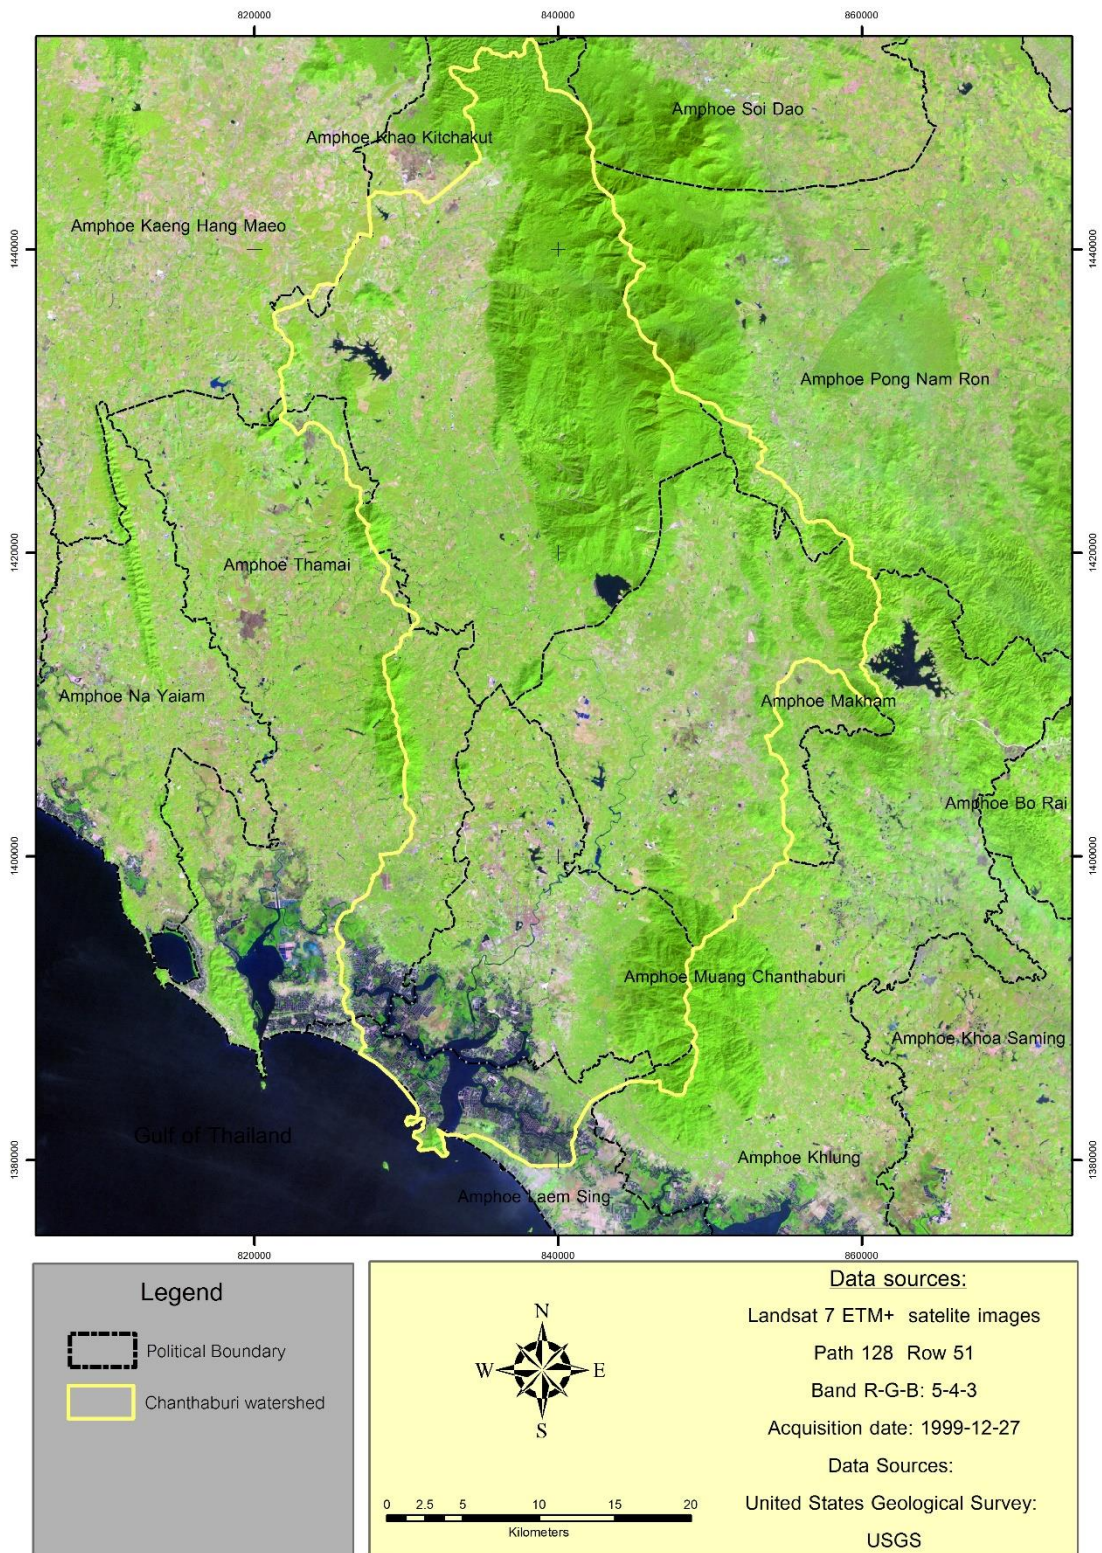 820000
840000
860000
Amphoe Soi Dao
Amphoe Khao Kitchakut
Amphoe Kaeng Hang Maeo
1440000
1440000
Amphoe Pong Nam Ron
1420000
1420000
Amphoe Thamai
Amphoe Na Yaiam
Amphoe Makham
Amphoe Bo Rai
1400000
1400000
Amphoe Muang Chanthaburi
Amphoe Khoa Saming
Gulf of Thailand
1380000
1380000
Amphoe Khlung
Amphoe Laem Sing
820000
840000
860000
Legend
Political Boundary
Chanthaburi watershed
N
W
E
S
0 2.5 5 10 15 20
Kilometers
Data sources:
Landsat 7 ETM+ satelite images
Path 128 Row 51
Band R-G-B: 5-4-3
Acquisition date: 1999-12-27
Data Sources:
United States Geological Survey:
USGS